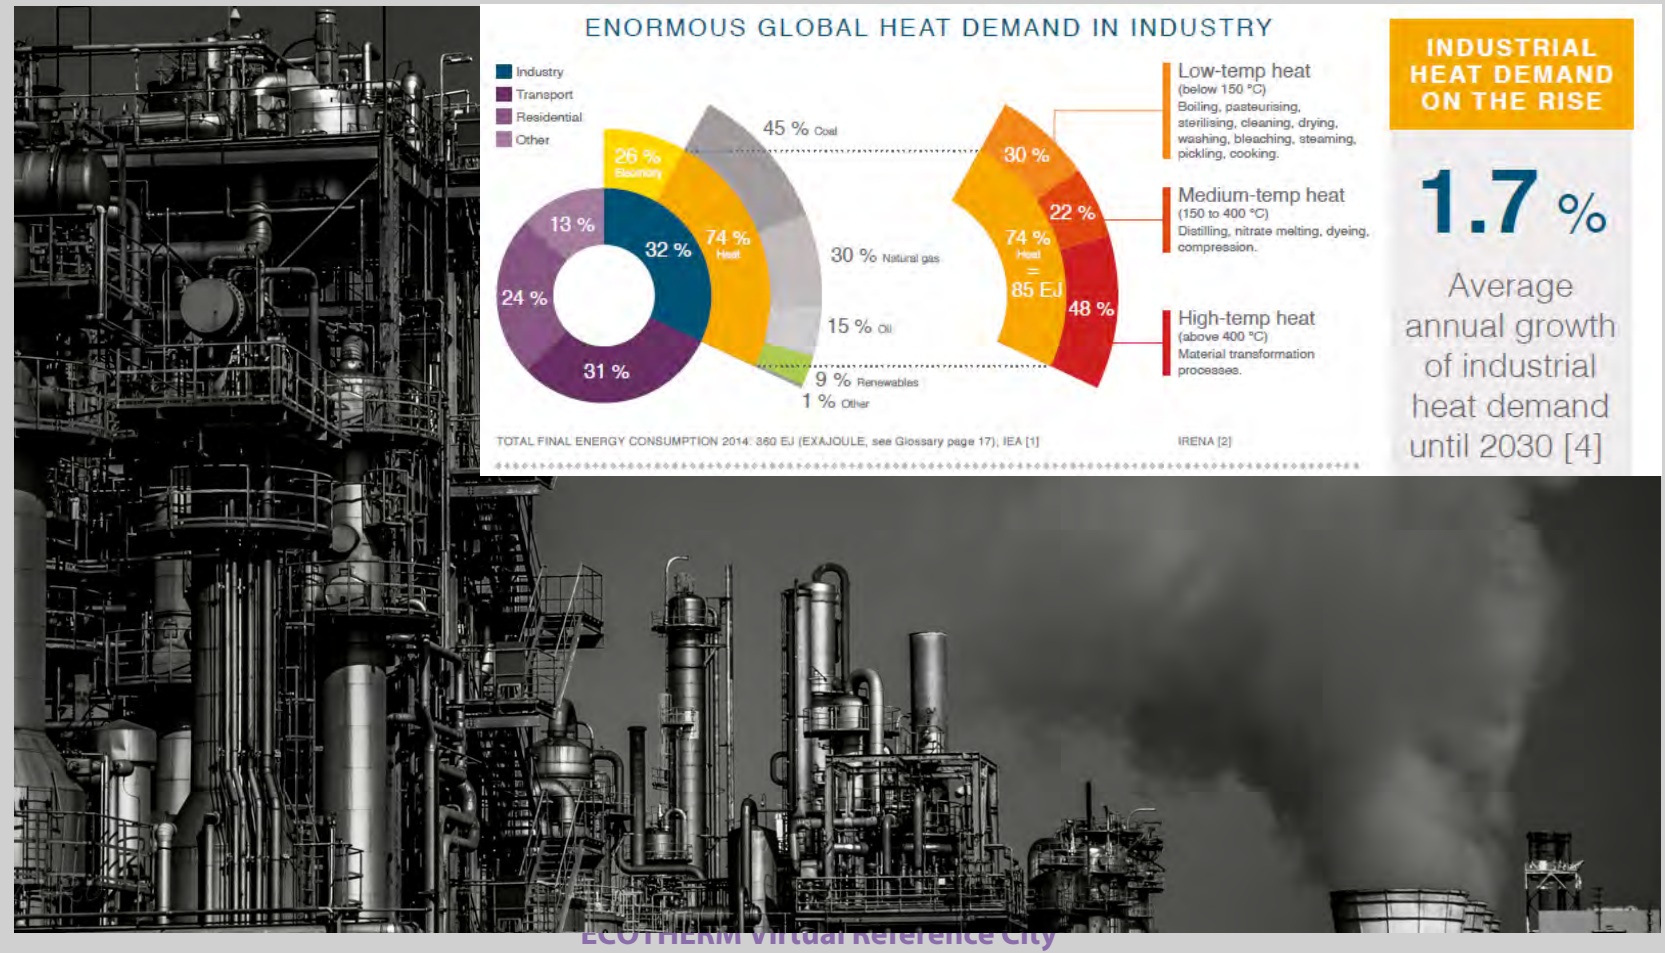 ENORMOUS GLOBAL HEAT DEMAND IN INDUSTRY
Industry
Transport
Residential
Other
26 %
Electricity
13 %
32 %
24 %
31 %
74 %
Heat
45 % Coal
30 % Natural gas
15 % Oil
9 % Renewables
1 % Other
30 %
22 %
74 %
Heat
=
85 EJ
48 %
Low-temp heat
(below 150 °C)
Boiling, pasteurising,
sterilising, cleaning, drying,
washing, bleaching, steaming,
pickling, cooking.
Medium-temp heat
(150 to 400 °C)
Distilling, nitrate melting, dyeing,
compression.
High-temp heat
(above 400 °C)
Material transformation
processes.
TOTAL FINAL ENERGY CONSUMPTION 2014: 360 EJ (EXAJOULE, see Glossary page 17), IEA [1]
IRENA [2]
INDUSTRIAL
HEAT DEMAND
ON THE RISE
1.7 %
Average
annual growth
of industrial
heat demand
until 2030 [4]
ECOTHERM Virtual Reference City